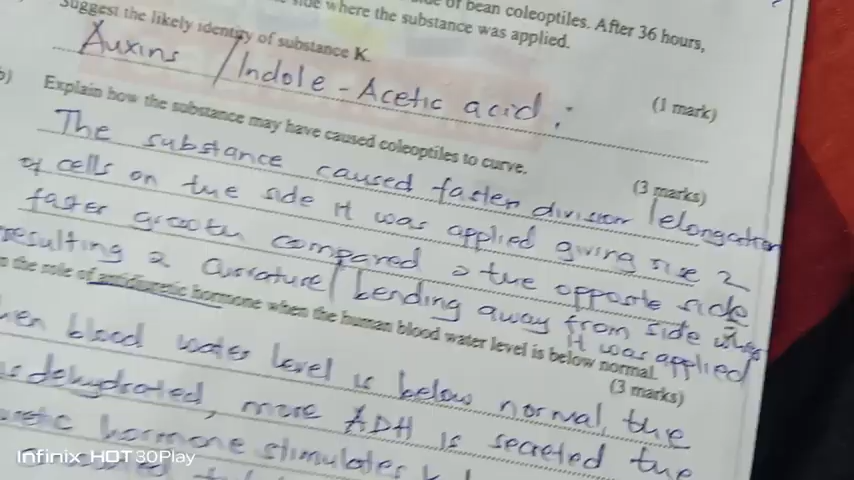 of bean coleoptiles. After 36 hours,
side where the substance was applied.
Suggest the likely identity of substance K.
Auxins / Indole - Acetic acid.
(1 mark)
Explain how the substance may have caused coleoptiles to curve.
(3 marks)
The substance caused faster division / elongation
of cells on the side it was applied giving rise 2
faster growth compared 2 the opposite side
resulting 2 curvature / bending away from side
it was applied
the role of antidiuretic hormone when the human blood water level is below normal.
(3 marks)
blood water level is below normal, the
is dehydrated, more ADH is secreted the
hormone stimulates
Infinix HOT 30Play